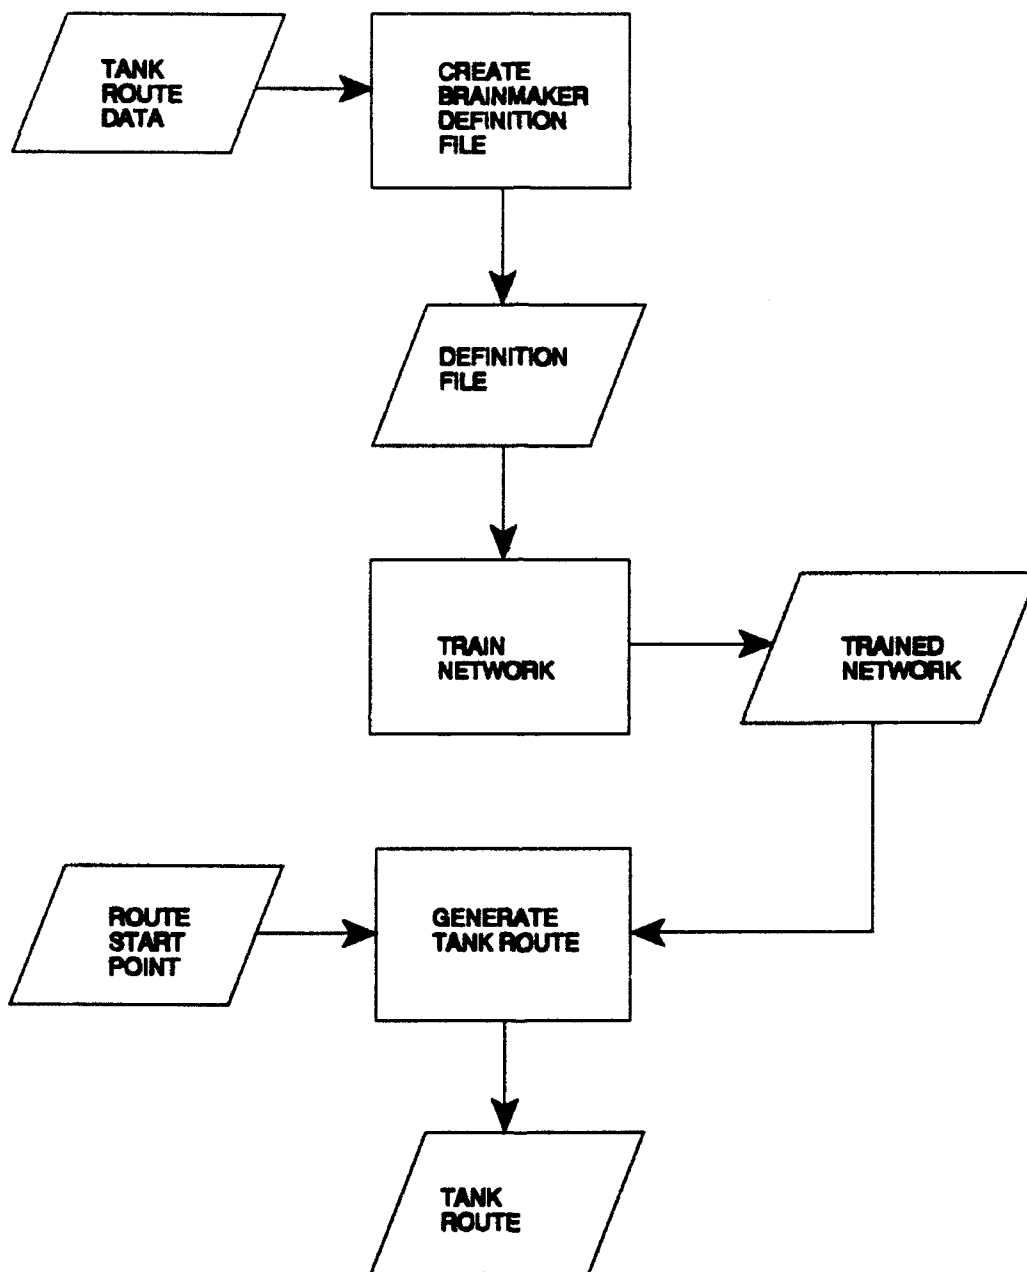 TANK
ROUTE
DATA
CREATE
BRAINMAKER
DEFINITION
FILE
DEFINITION
FILE
TRAIN
NETWORK
TRAINED
NETWORK
ROUTE
START
POINT
GENERATE
TANK ROUTE
TANK
ROUTE